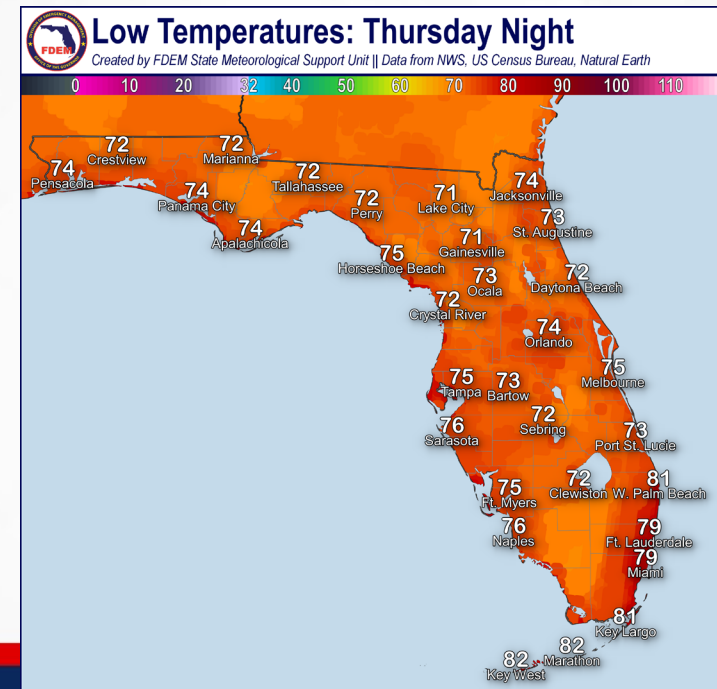 Low Temperatures: Thursday Night
Created by FDEM State Meteorological Support Unit || Data from NWS, US Census Bureau, Natural Earth
FDEM
0 10 20 32 40 50 60 70 80 90 100 110
72
Crestview
72
Marianna
74
Pensacola
72
Tallahassee
74
Panama City
72
Perry
71
Lake City
74
Jacksonville
74
Apalachicola
73
St. Augustine
75
Horseshoe Beach
71
Gainesville
73
Ocala
72
Daytona Beach
72
Crystal River
74
Orlando
75
Tampa
73
Bartow
75
Melbourne
76
Sarasota
72
Sebring
73
Port St. Lucie
75
Ft. Myers
72
Clewiston
81
W. Palm Beach
76
Naples
79
Ft. Lauderdale
79
Miami
81
Key Largo
82
Marathon
82
Key West